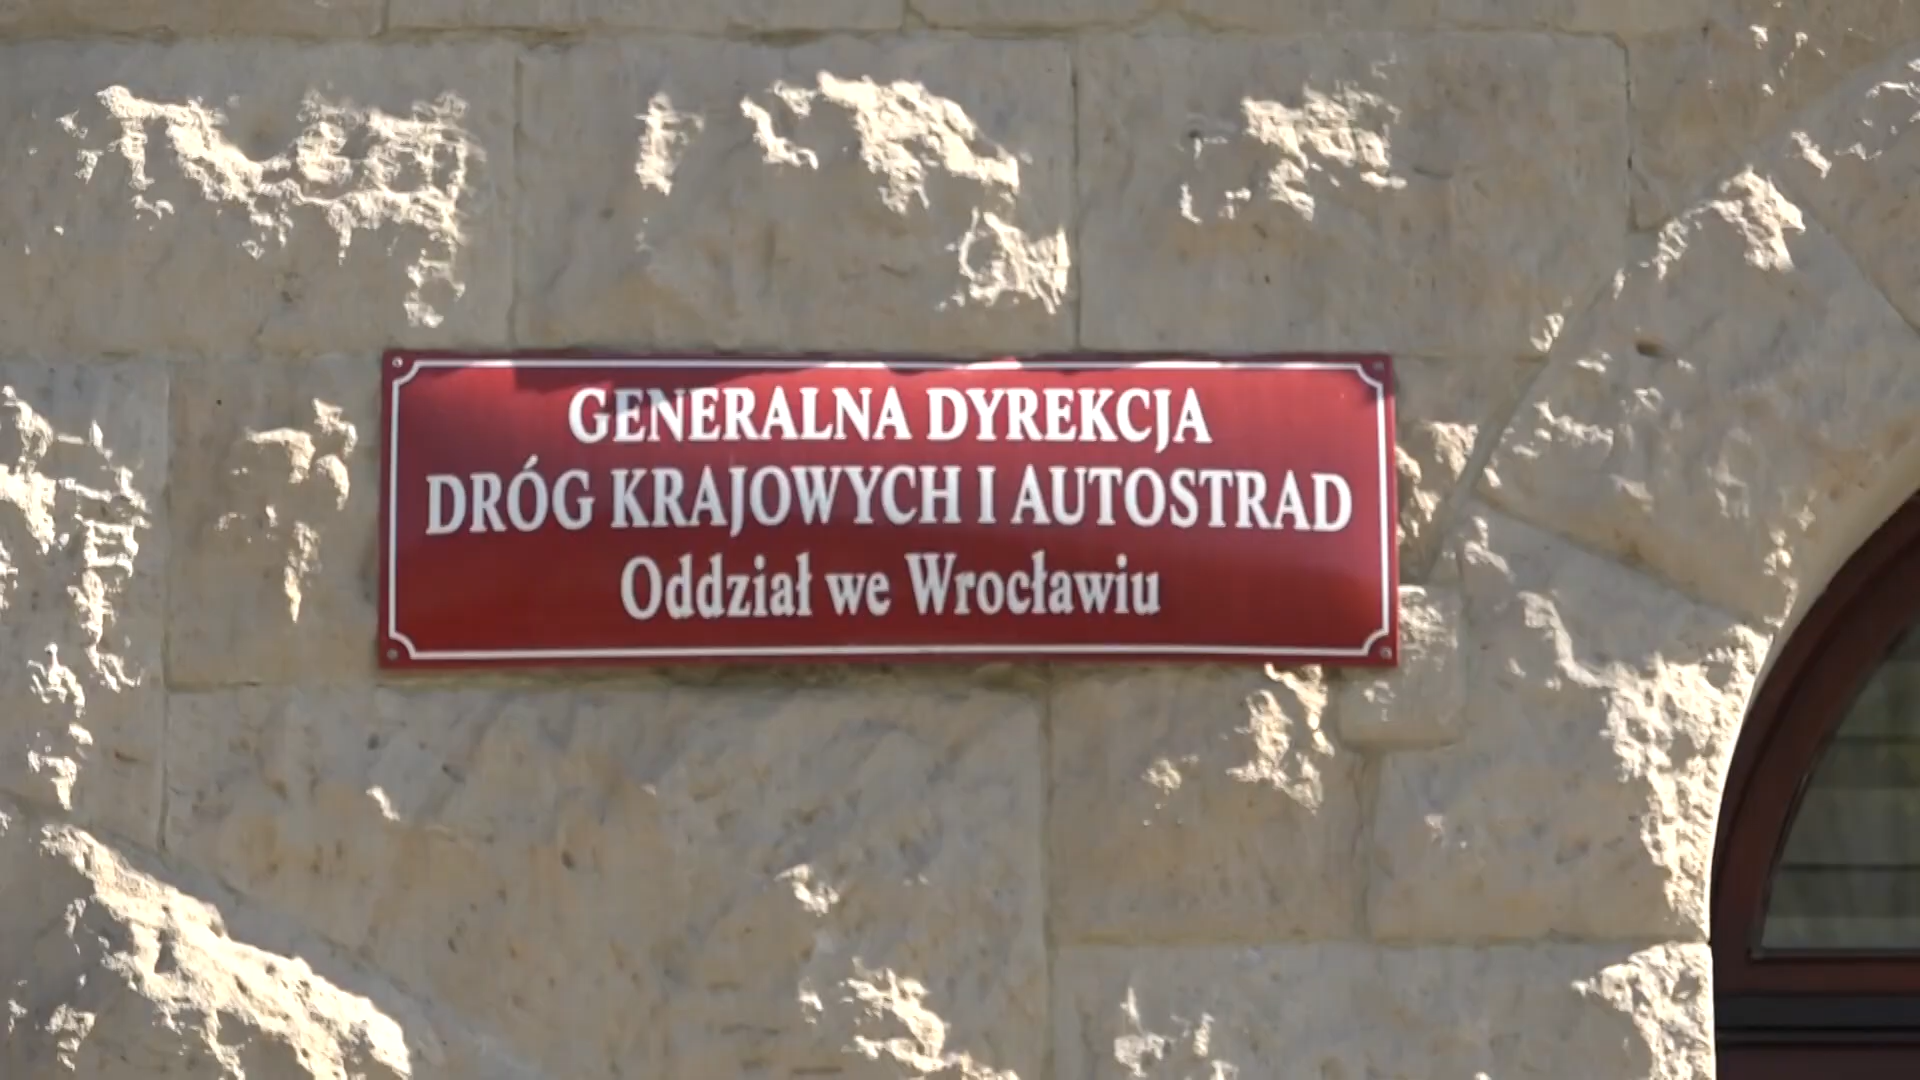 GENERALNA DYREKCJA
DRÓG KRAJOWYCH I AUTOSTRAD
Oddział we Wrocławiu